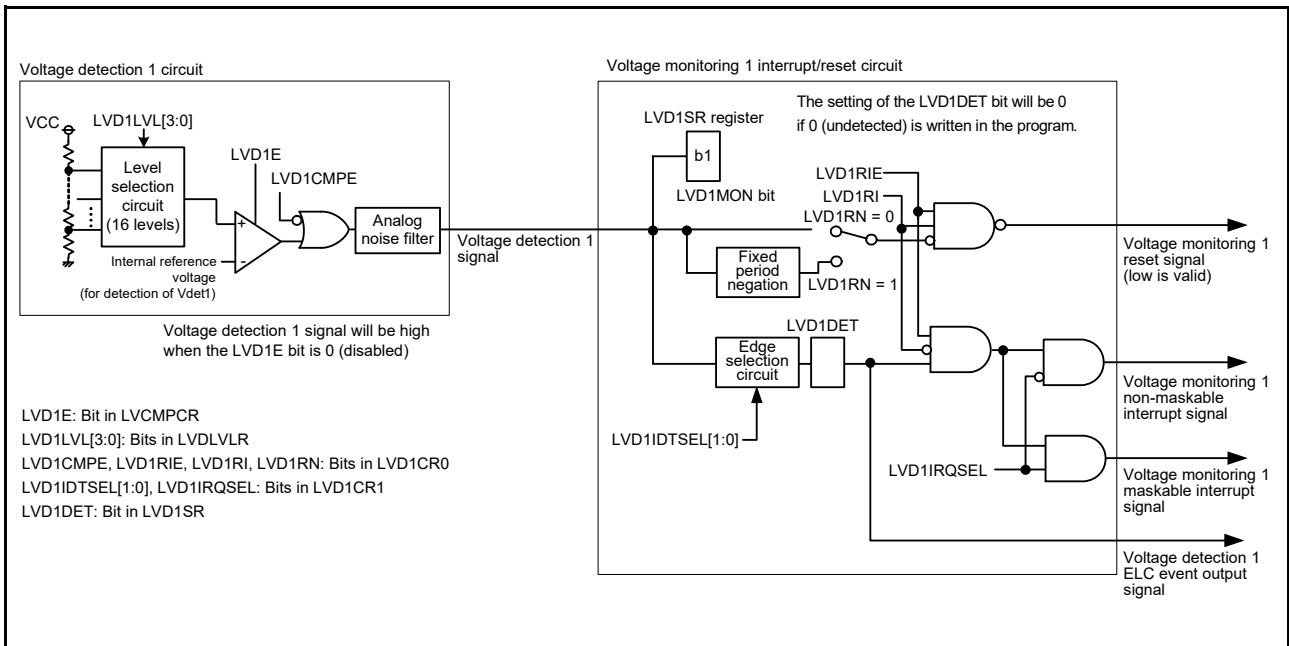 Voltage detection 1 circuit
VCC
LVD1LVL[3:0]
Level
selection
circuit
(16 levels)
LVD1E
LVD1CMPE
+
-
Internal reference
voltage
(for detection of Vdet1)
Analog
noise filter
Voltage detection 1
signal
Voltage detection 1 signal will be high
when the LVD1E bit is 0 (disabled)
Voltage monitoring 1 interrupt/reset circuit
The setting of the LVD1DET bit will be 0
if 0 (undetected) is written in the program.
LVD1SR register
b1
LVD1MON bit
LVD1RIE
LVD1RI
LVD1RN = 0
Fixed
period
negation
LVD1RN = 1
LVD1DET
Edge
selection
circuit
LVD1IDTSEL[1:0]
LVD1IRQSEL
Voltage monitoring 1
reset signal
(low is valid)
Voltage monitoring 1
non-maskable
interrupt signal
Voltage monitoring 1
maskable interrupt
signal
Voltage detection 1
ELC event output
signal
LVD1E: Bit in LVCMPCR
LVD1LVL[3:0]: Bits in LVDLVLR
LVD1CMPE, LVD1RIE, LVD1RI, LVD1RN: Bits in LVD1CR0
LVD1IDTSEL[1:0], LVD1IRQSEL: Bits in LVD1CR1
LVD1DET: Bit in LVD1SR